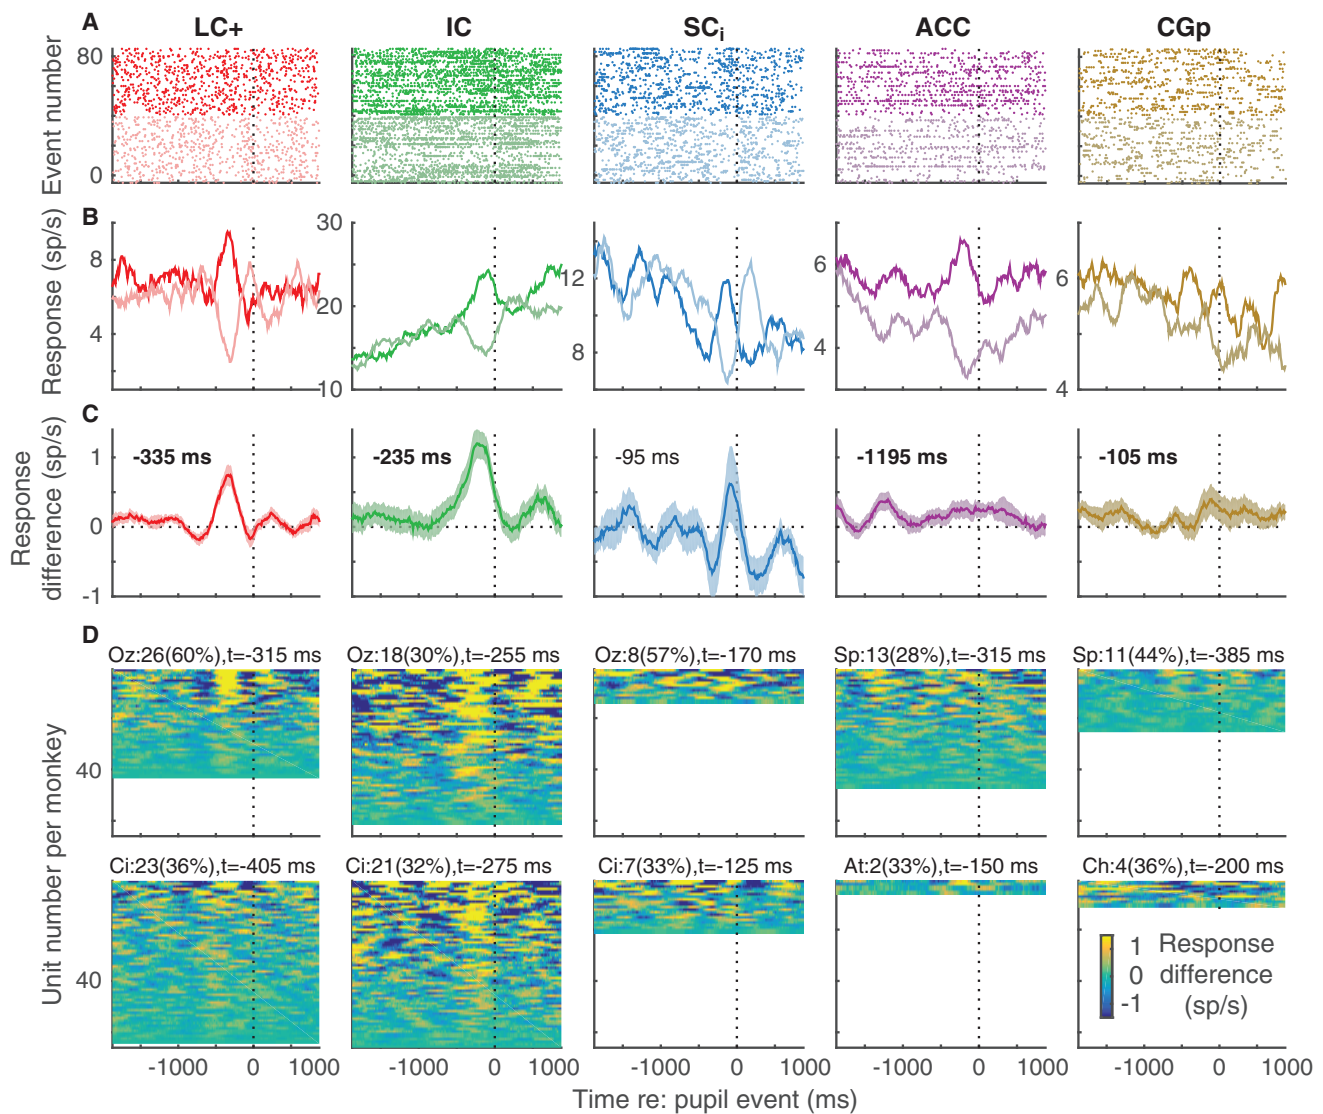 A
LC+
IC
SCi
ACC
CGp
Event number
80
0
B
Response (sp/s)
8
4
30
20
10
12
8
6
4
6
4
C
Response
difference (sp/s)
1
0
-1
-335 ms
-235 ms
-95 ms
-1195 ms
-105 ms
D
Unit number per monkey
Oz:26(60%),t=-315 ms
Oz:18(30%),t=-255 ms
Oz:8(57%),t=-170 ms
Sp:13(28%),t=-315 ms
Sp:11(44%),t=-385 ms
40
Ci:23(36%),t=-405 ms
Ci:21(32%),t=-275 ms
Ci:7(33%),t=-125 ms
At:2(33%),t=-150 ms
Ch:4(36%),t=-200 ms
40
1
0
-1
Response
difference
(sp/s)
-1000 0 1000
-1000 0 1000
-1000 0 1000
-1000 0 1000
-1000 0 1000
Time re: pupil event (ms)